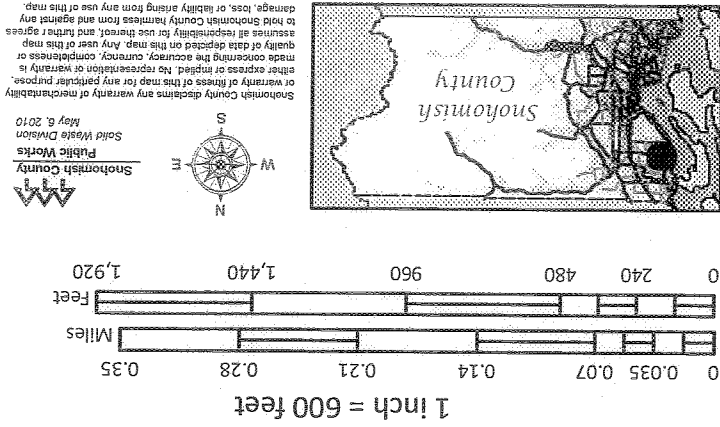 1 inch = 600 feet
0 0.035 0.07 0.14 0.21 0.28 0.35
Miles
Feet
0 240 480 960 1,440 1,920
Snohomish
County
N
W E
S
Snohomish County
Public Works
Solid Waste Division
May 6, 2010
Snohomish County disclaims any warranty of merchantability
or warranty of fitness of this map for any particular purpose,
either express or implied. No representation or warranty is
made concerning the accuracy, currency, completeness or
quality of data depicted on this map. Any user of this map
assumes all responsibility for use thereof, and further agrees
to hold Snohomish County harmless from and against any
damage, loss, or liability arising from any use of this map.